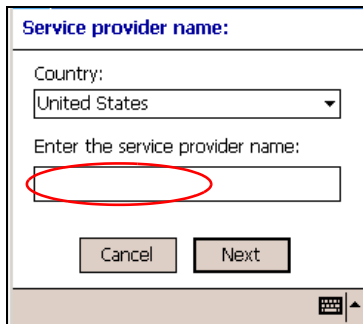 Service provider name:
Country:
United States
Enter the service provider name:
Cancel
Next